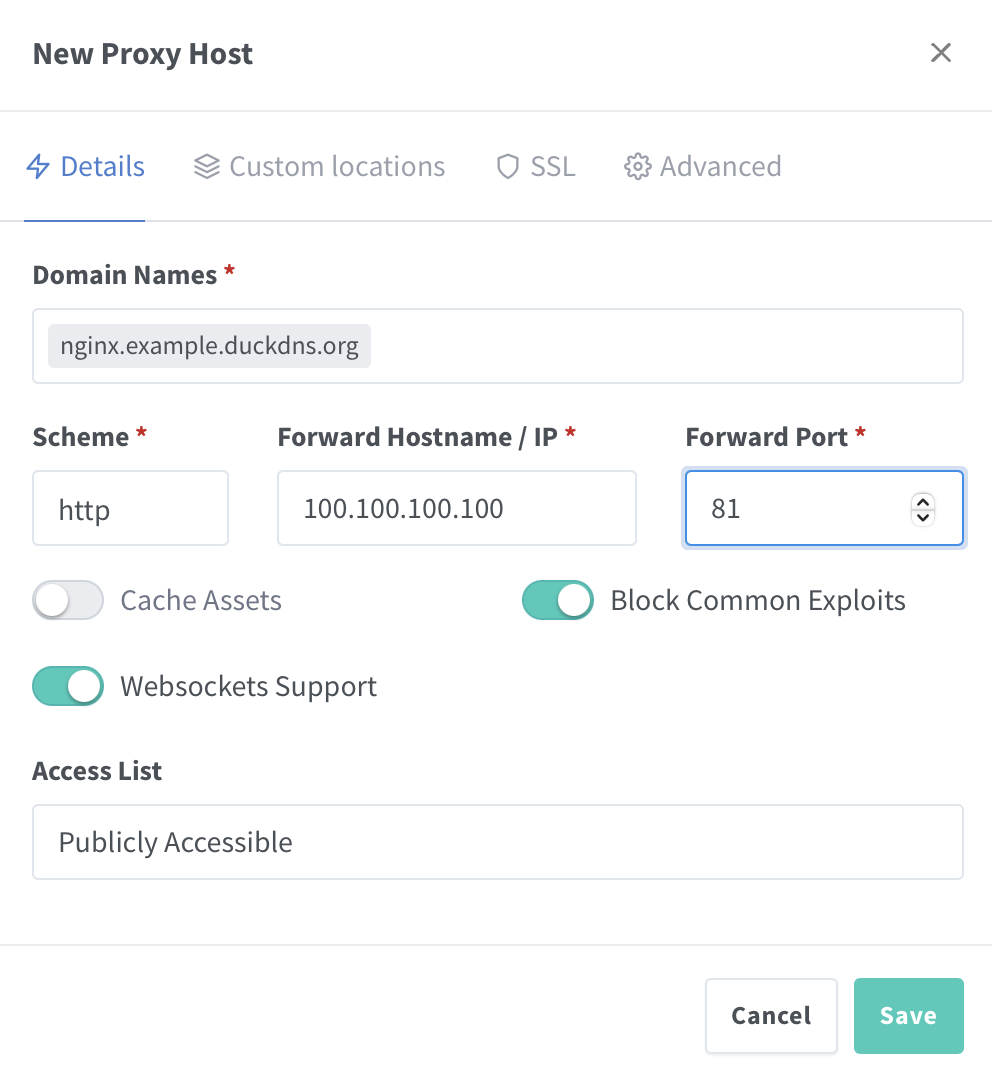 New Proxy Host
Details Custom locations SSL Advanced
Domain Names *
nginx.example.duckdns.org
Scheme * Forward Hostname / IP * Forward Port *
http 100.100.100.100 81
Cache Assets Block Common Exploits
Websockets Support
Access List
Publicly Accessible
Cancel Save